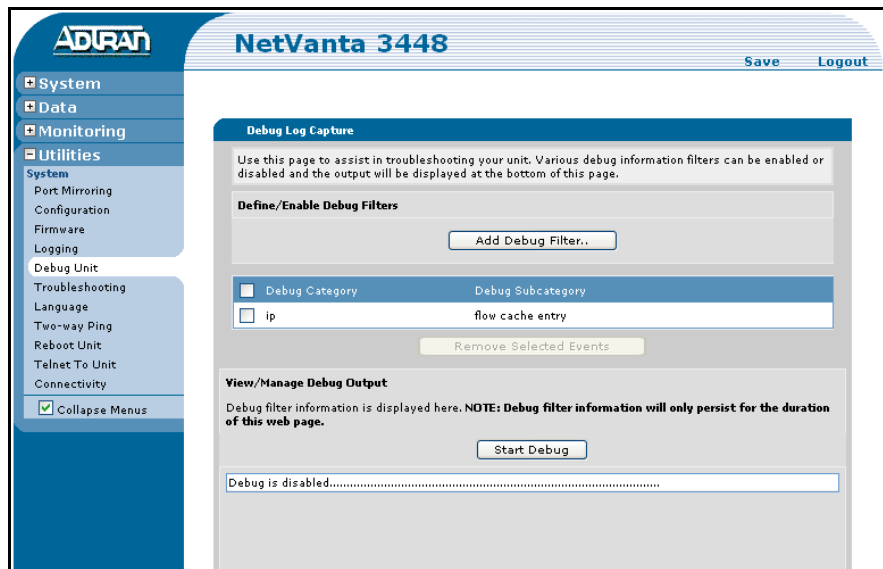 ADTRAN
NetVanta 3448
Save Logout
System
Data
Monitoring
Utilities
System
Port Mirroring
Configuration
Firmware
Logging
Debug Unit
Troubleshooting
Language
Two-way Ping
Reboot Unit
Telnet To Unit
Connectivity
Collapse Menus
Debug Log Capture
Use this page to assist in troubleshooting your unit. Various debug information filters can be enabled or
disabled and the output will be displayed at the bottom of this page.
Define/Enable Debug Filters
Add Debug Filter..
Debug Category Debug Subcategory
ip flow cache entry
Remove Selected Events
View/Manage Debug Output
Debug filter information is displayed here. NOTE: Debug filter information will only persist for the duration
of this web page.
Start Debug
Debug is disabled..............................................................................................